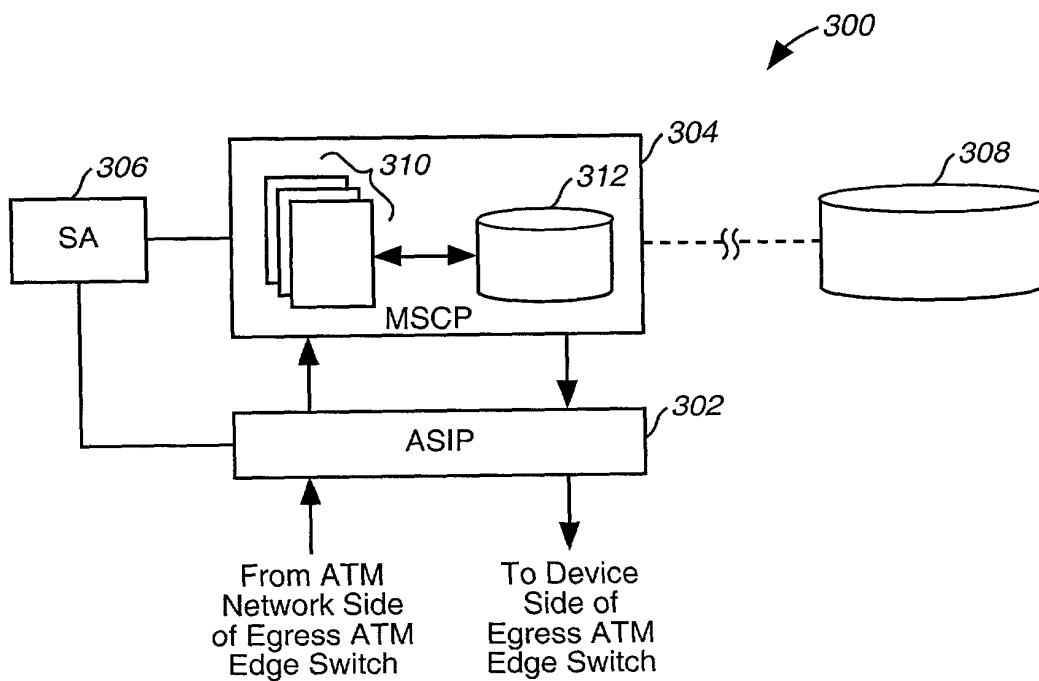 300
304
306
310
312
308
SA
MSCP
302
ASIP
From ATM
Network Side
of Egress ATM
Edge Switch
To Device
Side of
Egress ATM
Edge Switch